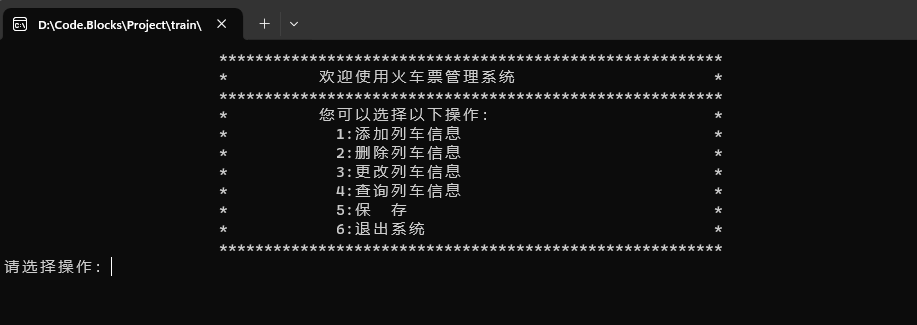 D:\Code.Blocks\Project\train\
********************************************************
* 欢迎使用火车票管理系统 *
********************************************************
* 您可以选择以下操作: *
* 1:添加列车信息 *
* 2:删除列车信息 *
* 3:更改列车信息 *
* 4:查询列车信息 *
* 5:保 存 *
* 6:退出系统 *
********************************************************
请选择操作: